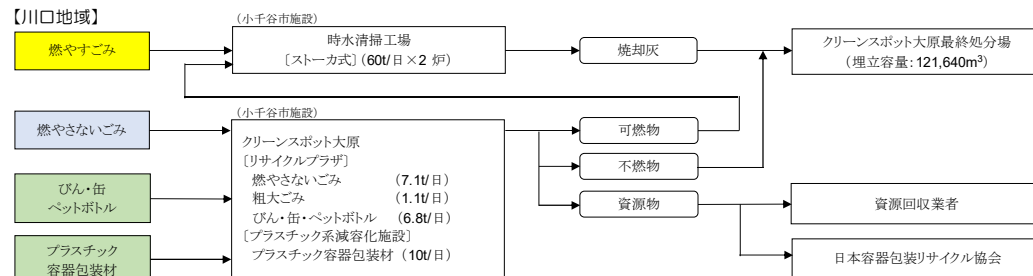 【川口地域】
燃やすごみ
(小千谷市施設)
時水清掃工場
[ストーカ式](60t/日×2 炉)
焼却灰
クリーンスポット大原最終処分場
(埋立容量:121,640m³)
燃やさないごみ
(小千谷市施設)
クリーンスポット大原
[リサイクルプラザ]
燃やさないごみ (7.1t/日)
粗大ごみ (1.1t/日)
びん・缶・ペットボトル (6.8t/日)
[プラスチック系減容化施設]
プラスチック容器包装材 (10t/日)
可燃物
不燃物
びん・缶
ペットボトル
資源物
資源回収業者
プラスチック
容器包装材
日本容器包装リサイクル協会